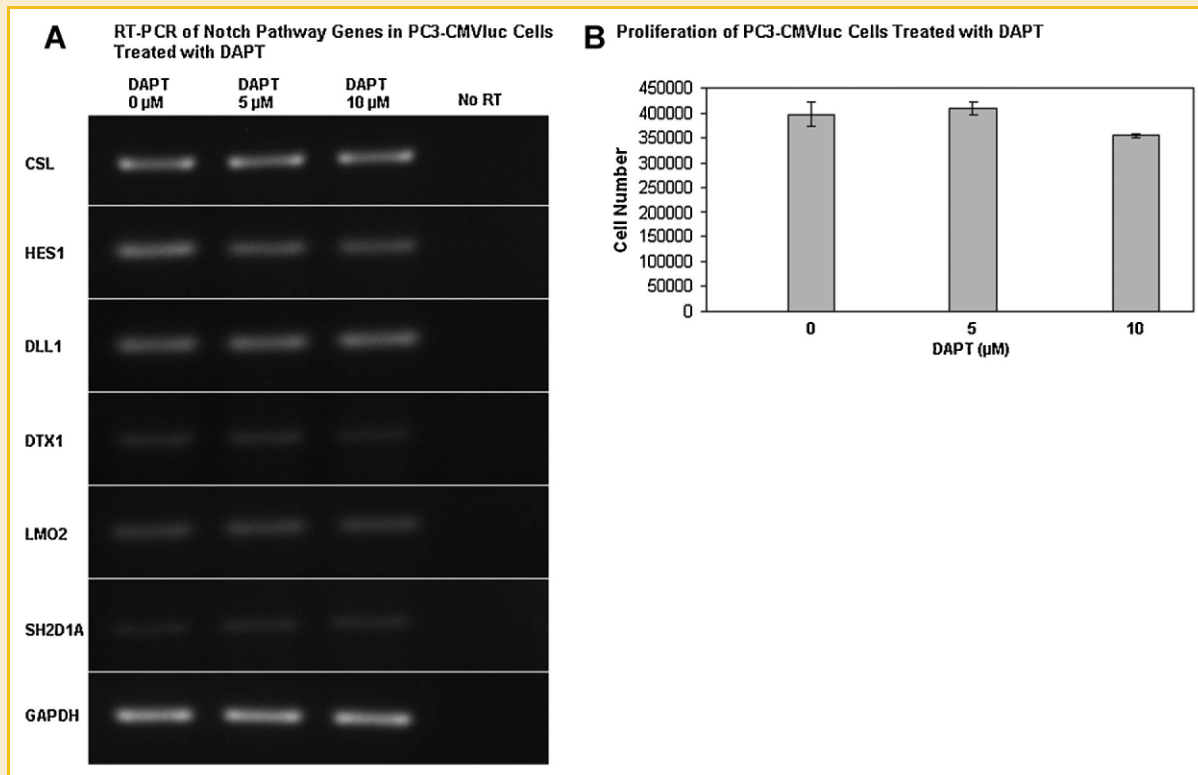 A
RT-PCR of Notch Pathway Genes in PC3-CMVluc Cells
Treated with DAPT
DAPT
0 µM
DAPT
5 µM
DAPT
10 µM
No RT
CSL
HES1
DLL1
DTX1
LMO2
SH2D1A
GAPDH
B
Proliferation of PC3-CMVluc Cells Treated with DAPT
450000
400000
350000
300000
250000
200000
150000
100000
50000
0
Cell Number
0 5 10
DAPT (µM)